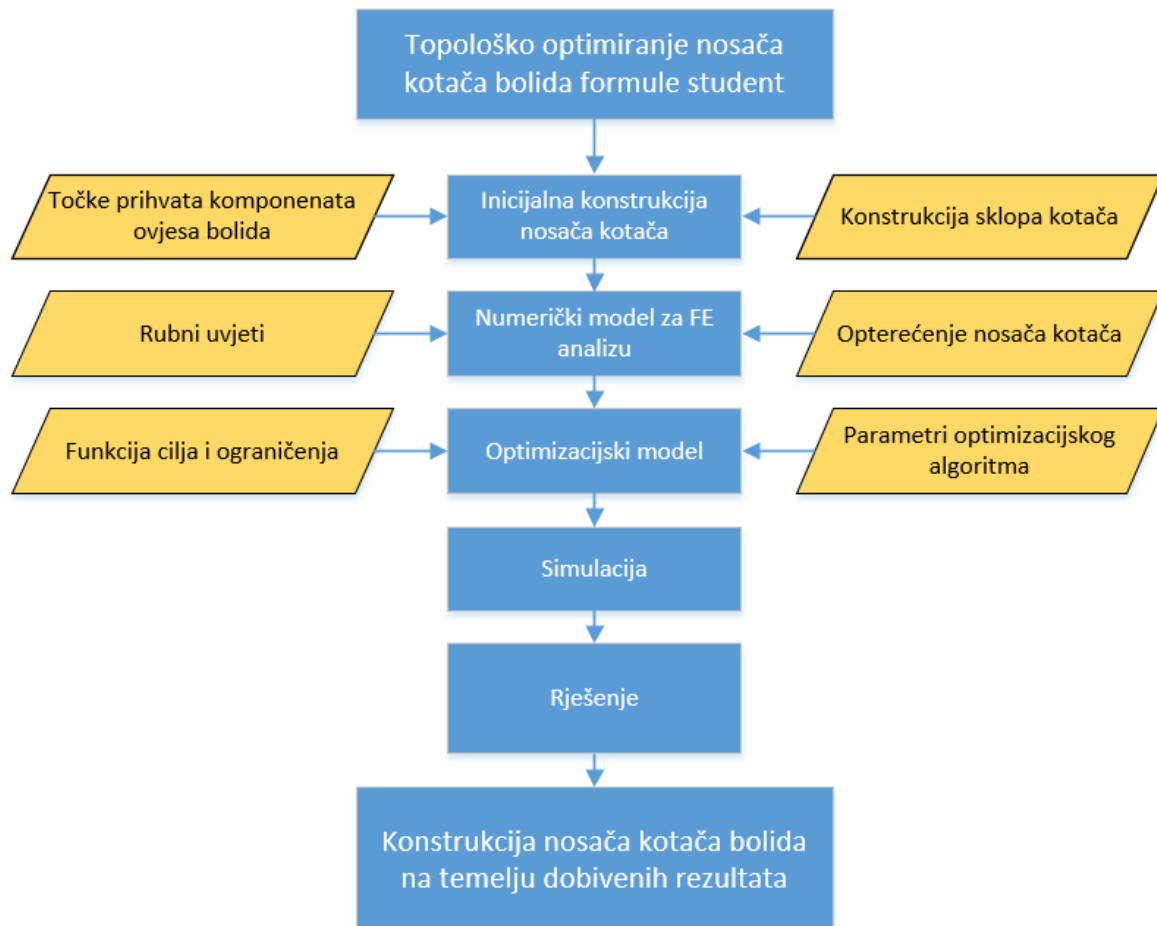 Topološko optimiranje nosača
kotača bolida formule student
Točke prihvata komponenata
ovjesa bolida
Inicijalna konstrukcija
nosača kotača
Konstrukcija sklopa kotača
Rubni uvjeti
Numerički model za FE
analizu
Opterećenje nosača kotača
Funkcija cilja i ograničenja
Optimizacijski model
Parametri optimizacijskog
algoritma
Simulacija
Rješenje
Konstrukcija nosača kotača bolida
na temelju dobivenih rezultata